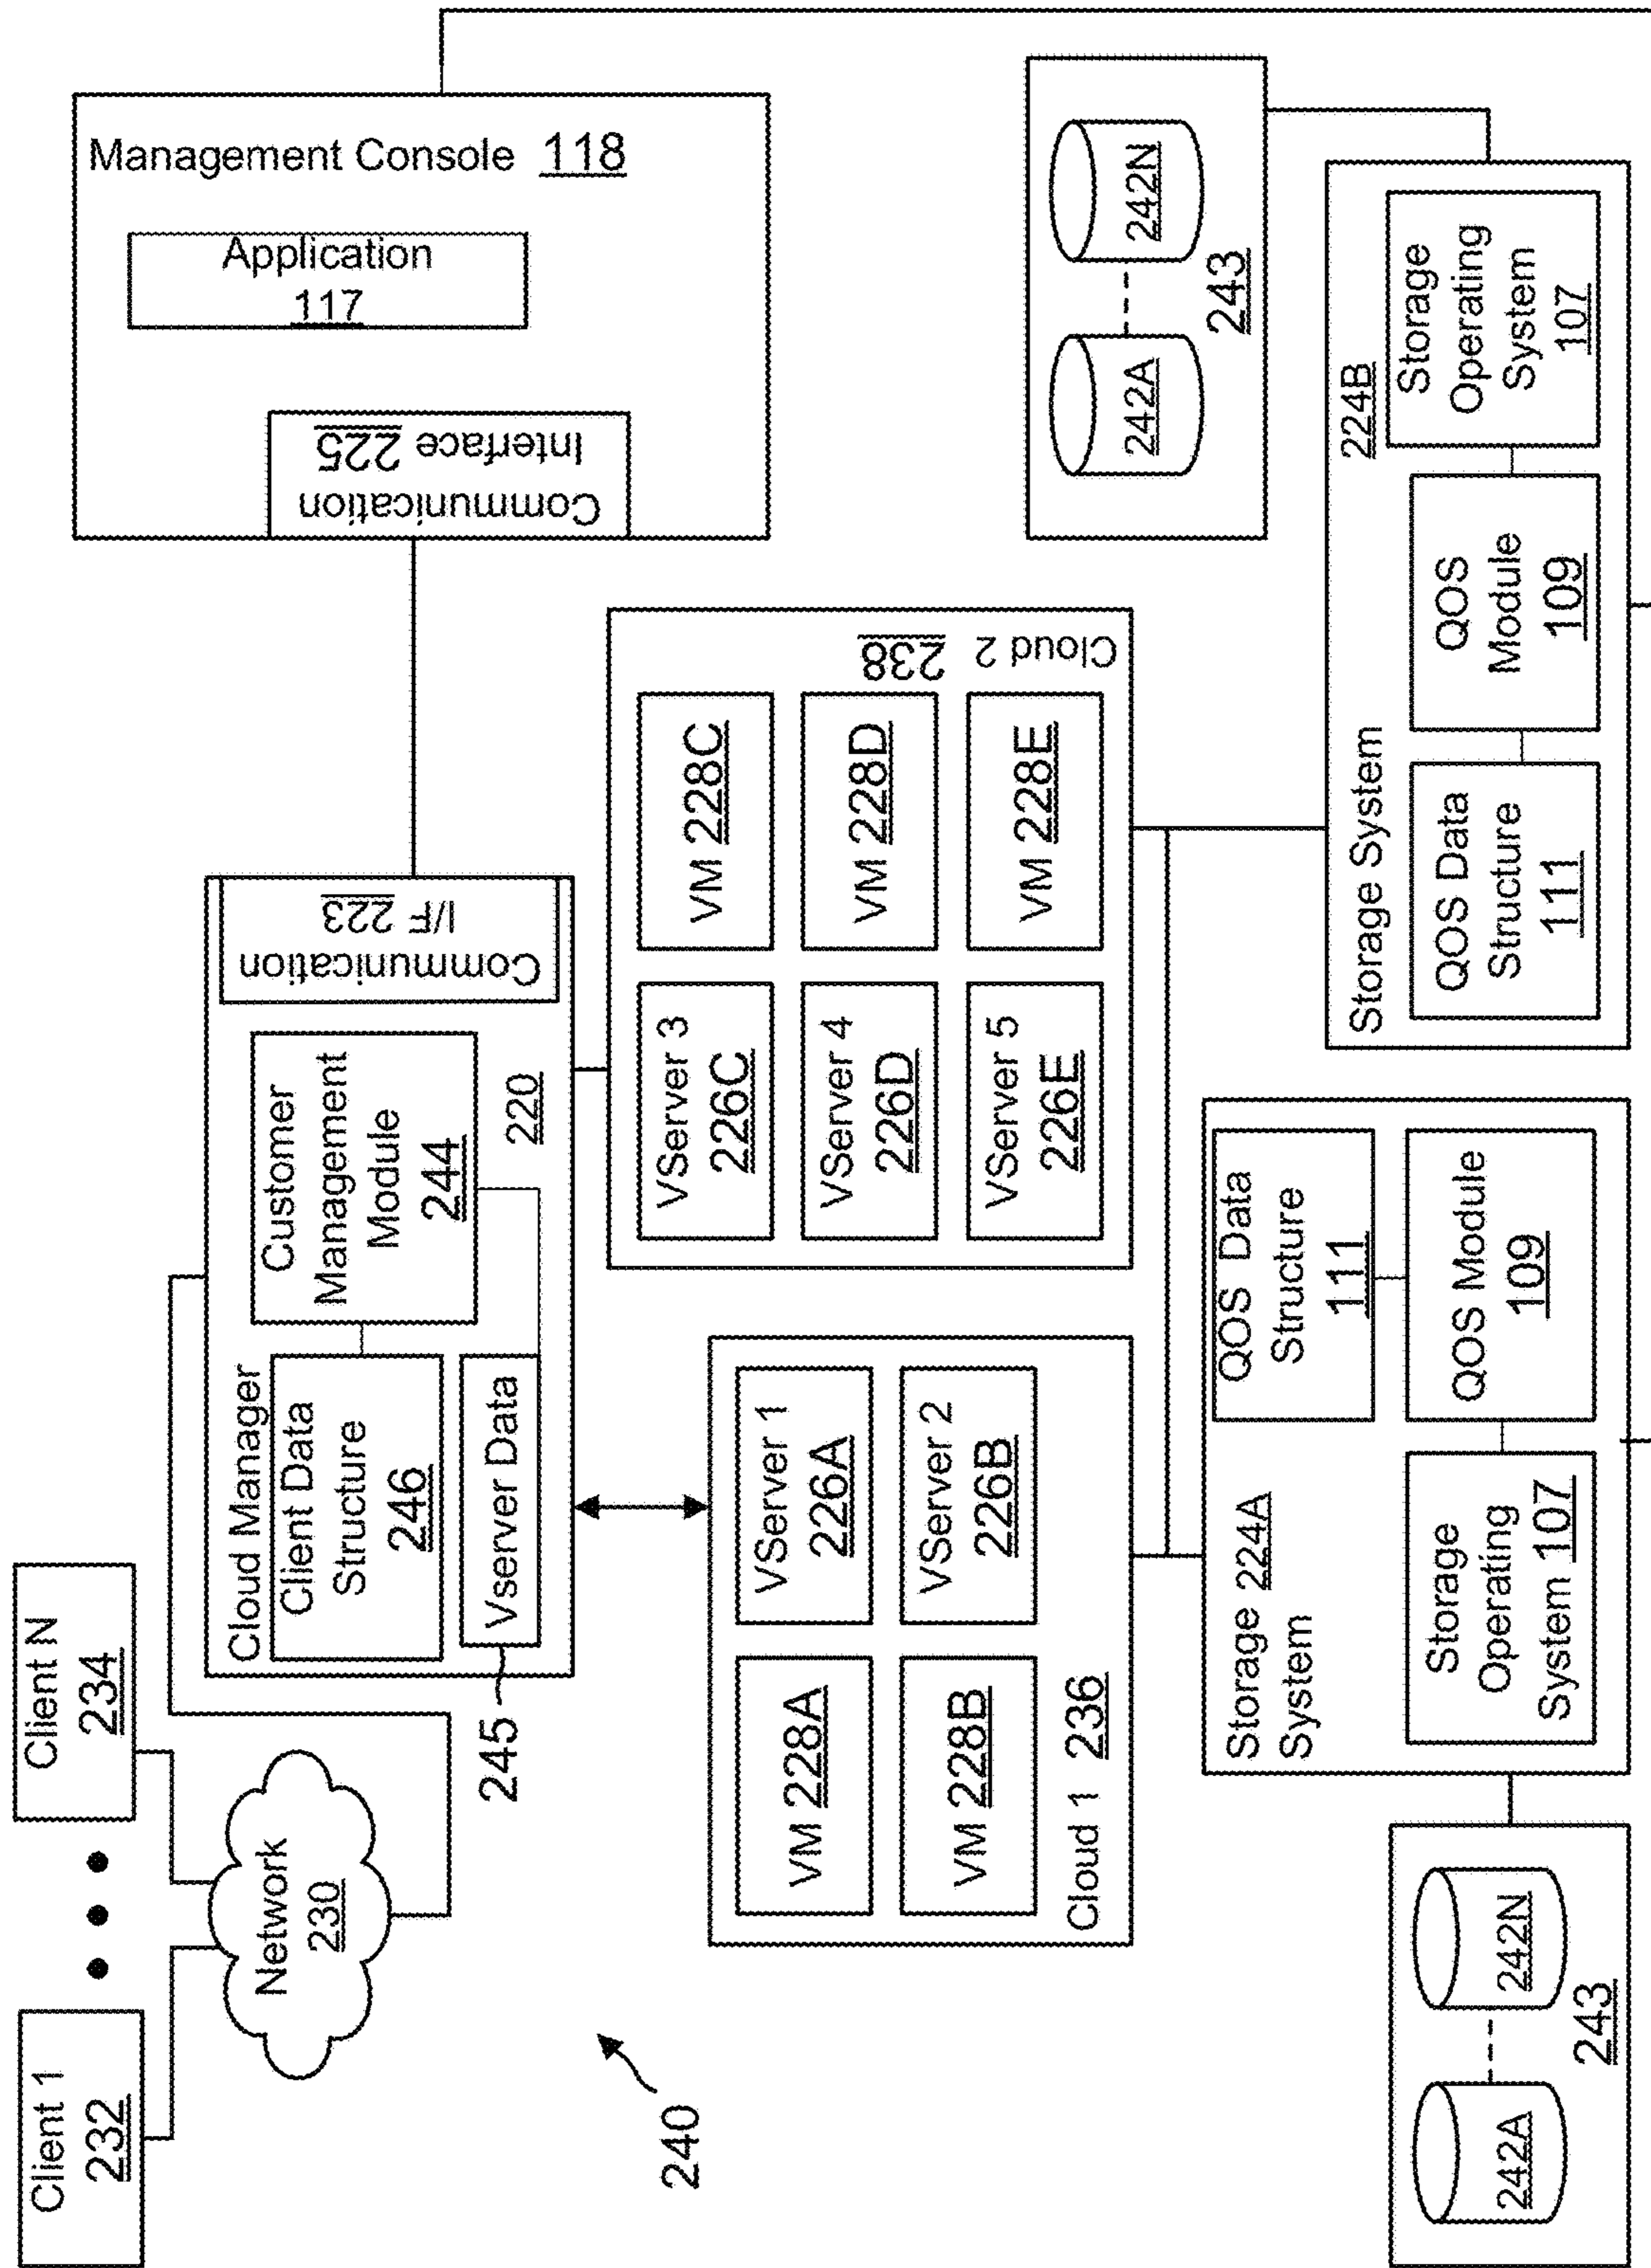 Client 1
232
Client N
234
Network
230
240
Cloud Manager
Client Data
Structure
246
Customer
Management
Module
244
Vserver Data
245
220
Communication
I/F 223
Management Console 118
Application
117
Communication
Interface 225
VM 228A
VServer 1
226A
VM 228B
VServer 2
226B
Cloud 1 236
VServer 3
226C
VM 228C
VServer 4
226D
VM 228D
VServer 5
226E
VM 228E
Cloud 2 238
242A
242N
243
Storage 224A
System
QOS Data
Structure
111
Storage
Operating
System 107
QOS Module
109
Storage System
224B
QOS Data
Structure
111
QOS
Module
109
Storage
Operating
System
107
242A
242N
243